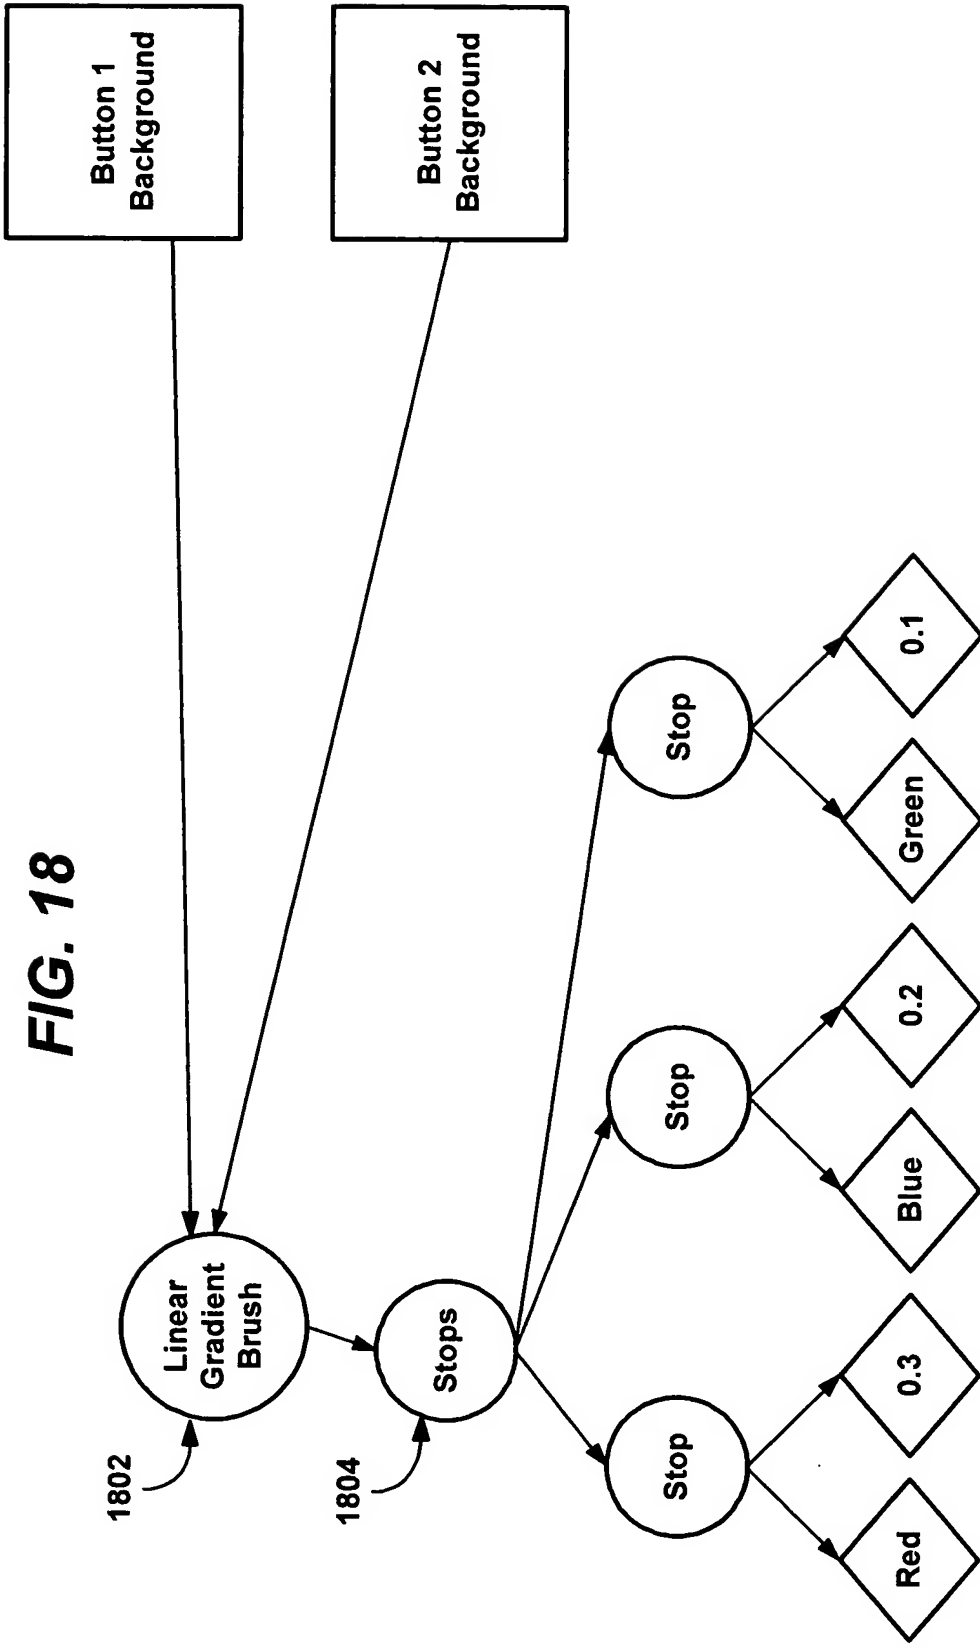 FIG. 18
1802
Linear
Gradient
Brush
Button 1
Background
1804
Stops
Button 2
Background
Stop
Stop
Stop
Red
0.3
Blue
0.2
Green
0.1